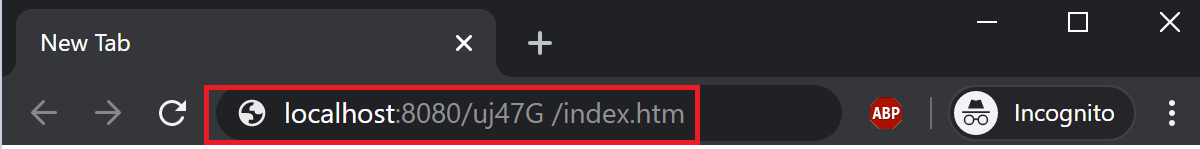 New Tab
localhost:8080/uj47G /index.htm
ABP
Incognito